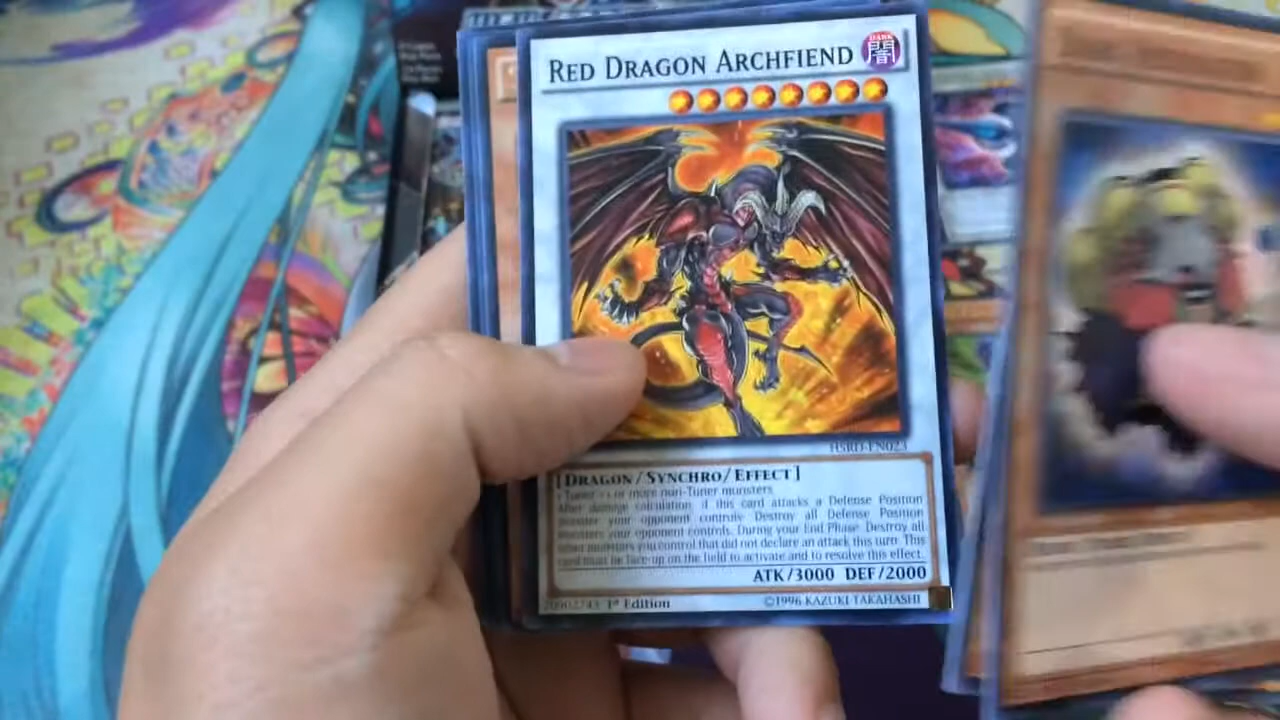 RED DRAGON ARCHFIEND
DARK
闇
HSRD-EN023
[DRAGON/SYNCHRO/EFFECT]
1 Tuner + 1 or more non-Tuner monsters
After damage calculation, if this card attacks a Defense Position
monster your opponent controls: Destroy all Defense Position
monsters your opponent controls. During your End Phase: Destroy all
other monsters you control that did not declare an attack this turn. This
card must be face-up on the field to activate and to resolve this effect.
ATK/3000 DEF/2000
1st Edition
©1996 KAZUKI TAKAHASHI